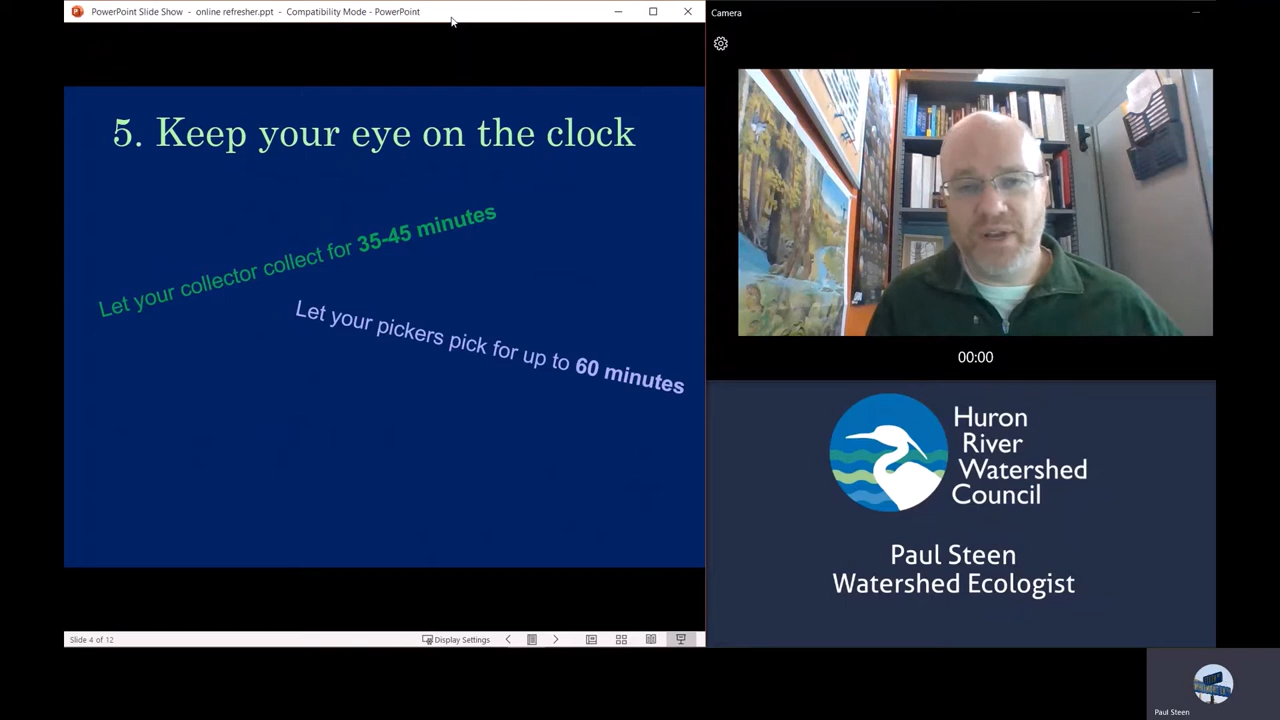 PowerPoint Slide Show - online refresher.ppt - Compatibility Mode - PowerPoint
5. Keep your eye on the clock
Let your collector collect for 35-45 minutes
Let your pickers pick for up to 60 minutes
Slide 4 of 12
Display Settings
Camera
00:00
Huron
River
Watershed
Council
Paul Steen
Watershed Ecologist
Paul Steen